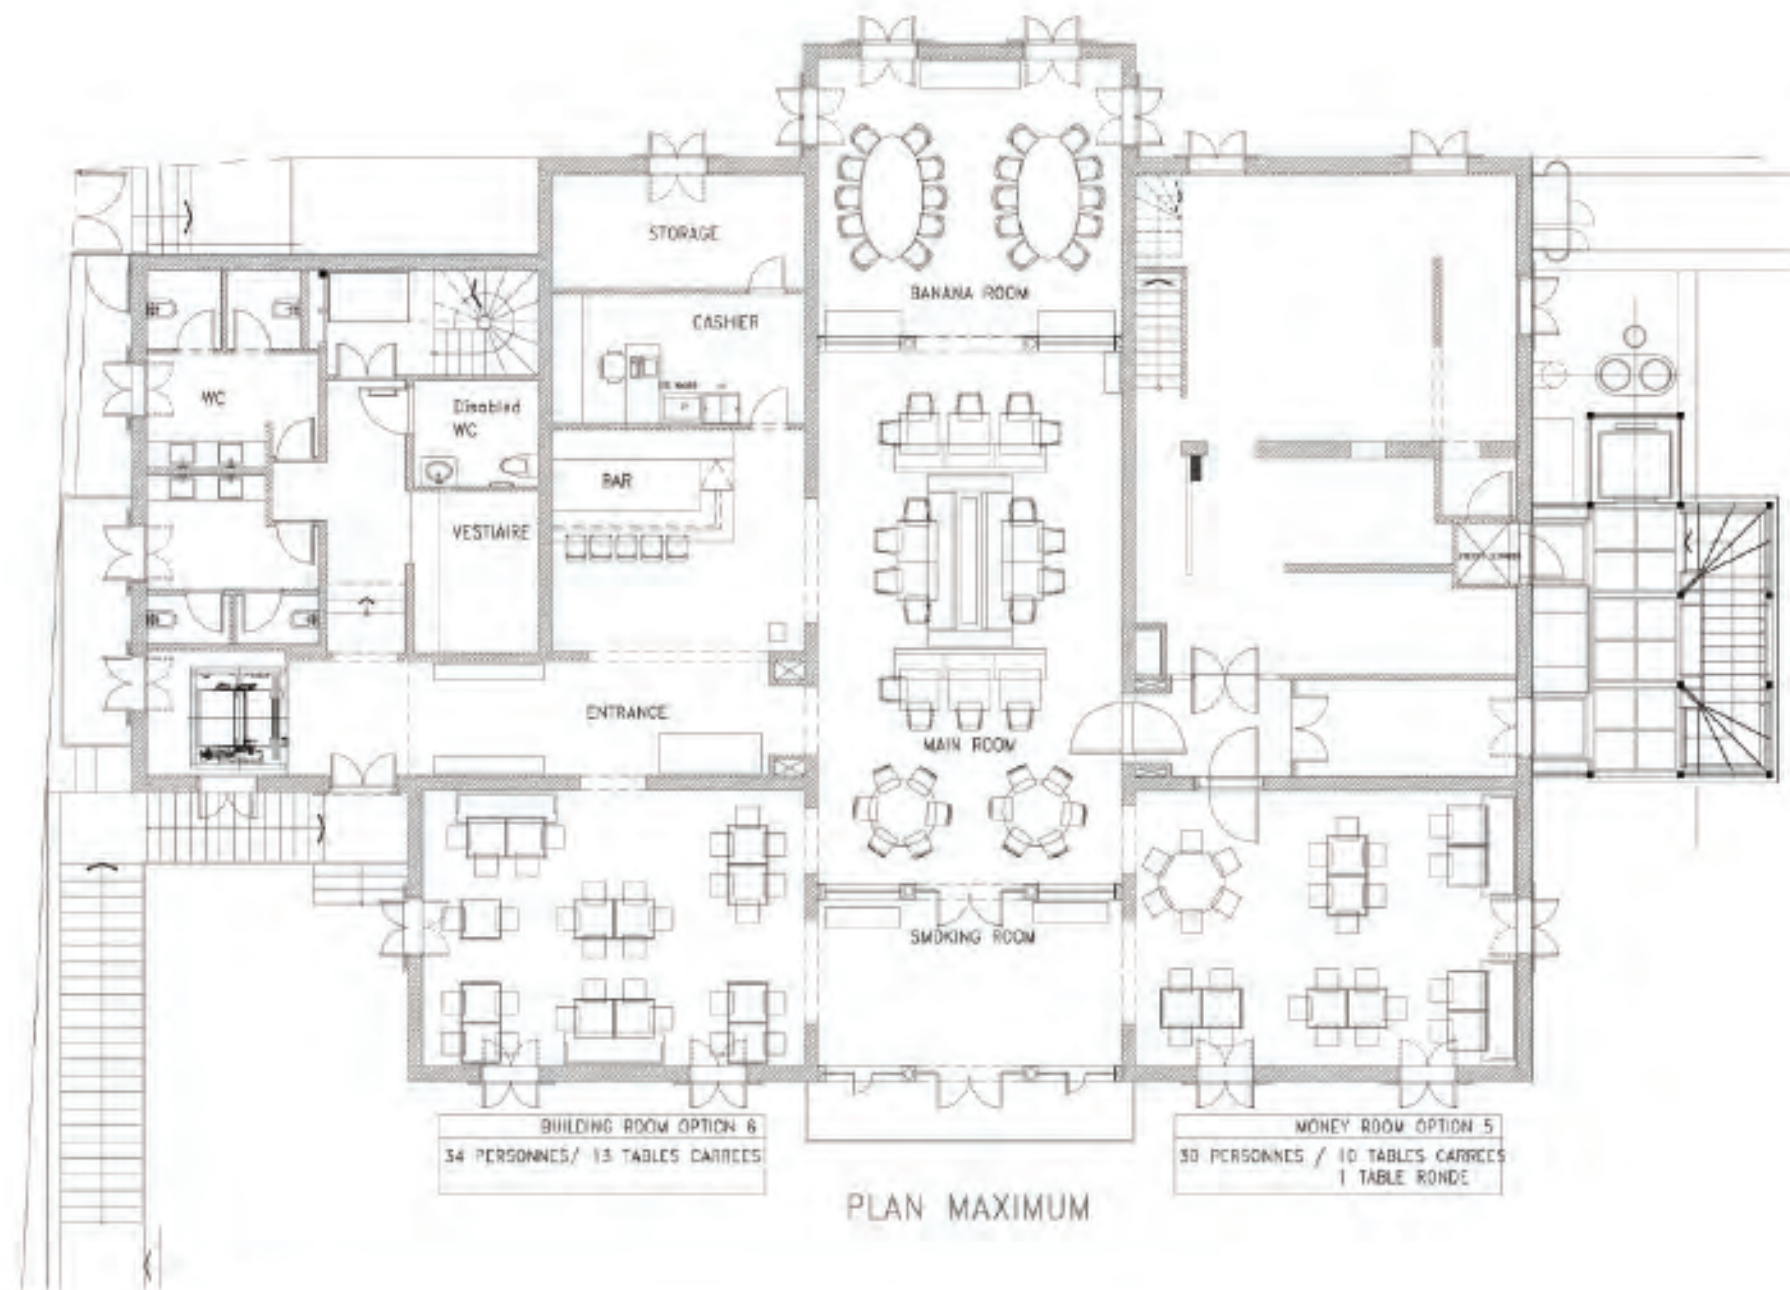 STORAGE
BANANA ROOM
CASHIER
WC
Disabled
WC
BAR
VESTIAIRE
ENTRANCE
MAIN ROOM
SMOKING ROOM
BUILDING ROOM OPTION 6
34 PERSONNES/ 13 TABLES CARREES
MONEY ROOM OPTION 5
30 PERSONNES / 10 TABLES CARREES
1 TABLE RONDE
PLAN MAXIMUM